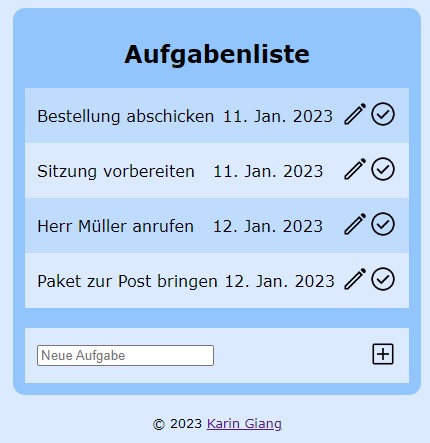 Aufgabenliste
Bestellung abschicken 11. Jan. 2023
Sitzung vorbereiten 11. Jan. 2023
Herr Müller anrufen 12. Jan. 2023
Paket zur Post bringen 12. Jan. 2023
Neue Aufgabe
© 2023 Karin Giang